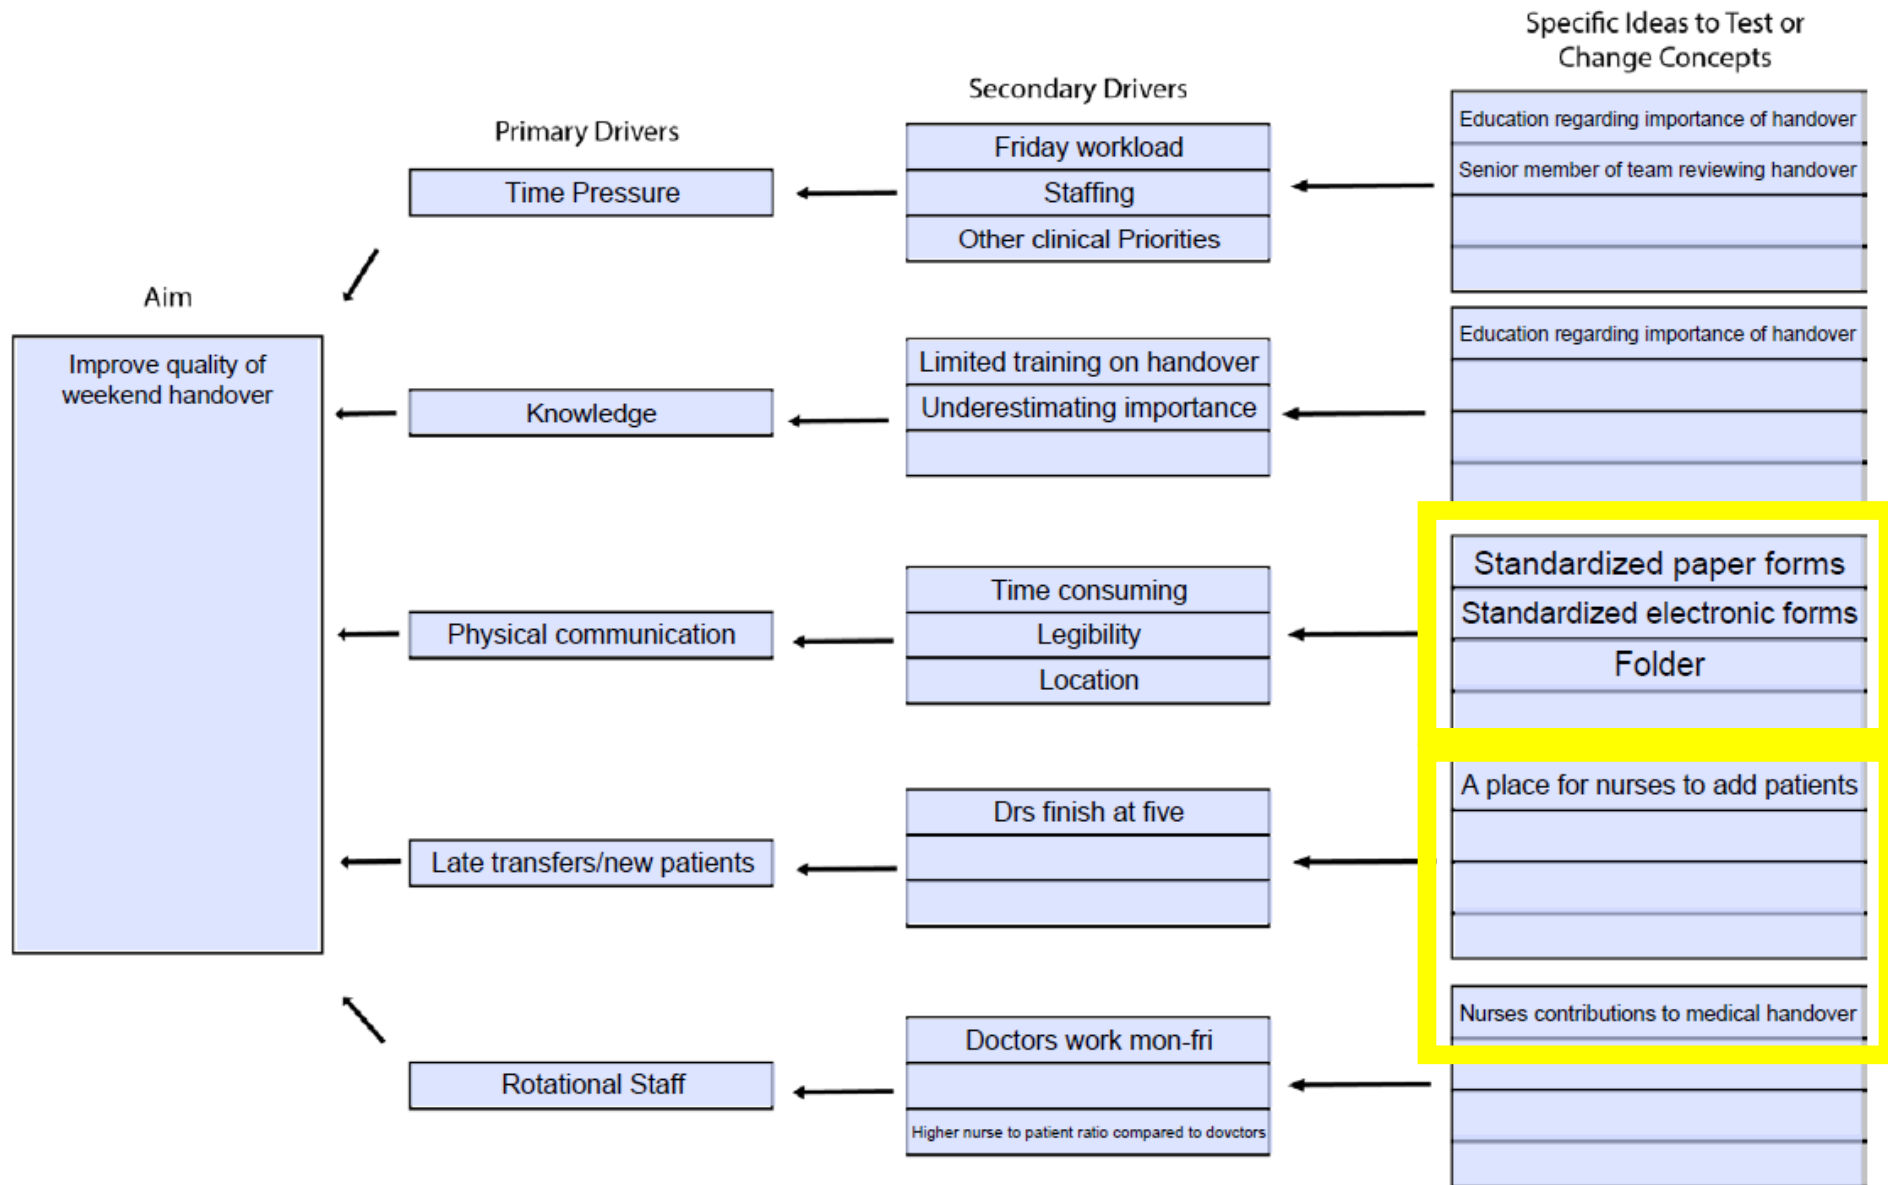 Specific Ideas to Test or
Change Concepts
Secondary Drivers
Primary Drivers
Aim
Improve quality of
weekend handover
Time Pressure
Friday workload
Staffing
Other clinical Priorities
Education regarding importance of handover
Senior member of team reviewing handover
Knowledge
Limited training on handover
Underestimating importance
Education regarding importance of handover
Physical communication
Time consuming
Legibility
Location
Standardized paper forms
Standardized electronic forms
Folder
Late transfers/new patients
Drs finish at five
A place for nurses to add patients
Rotational Staff
Doctors work mon-fri
Higher nurse to patient ratio compared to dovctors
Nurses contributions to medical handover